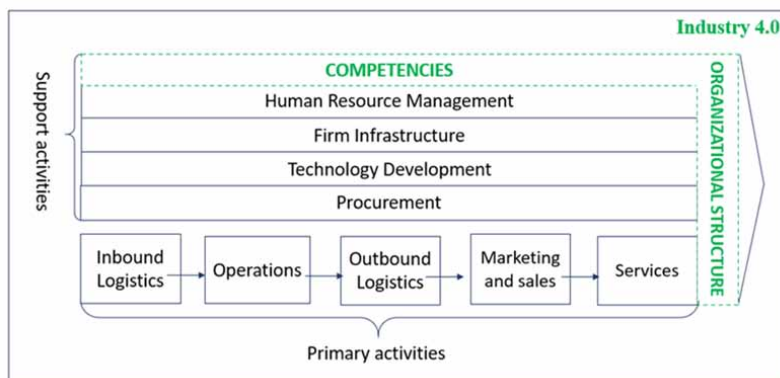 Industry 4.0
COMPETENCIES
Human Resource Management
Firm Infrastructure
Technology Development
Procurement
Support activities
ORGANIZATIONAL STRUCTURE
Inbound
Logistics
Operations
Outbound
Logistics
Marketing
and sales
Services
Primary activities